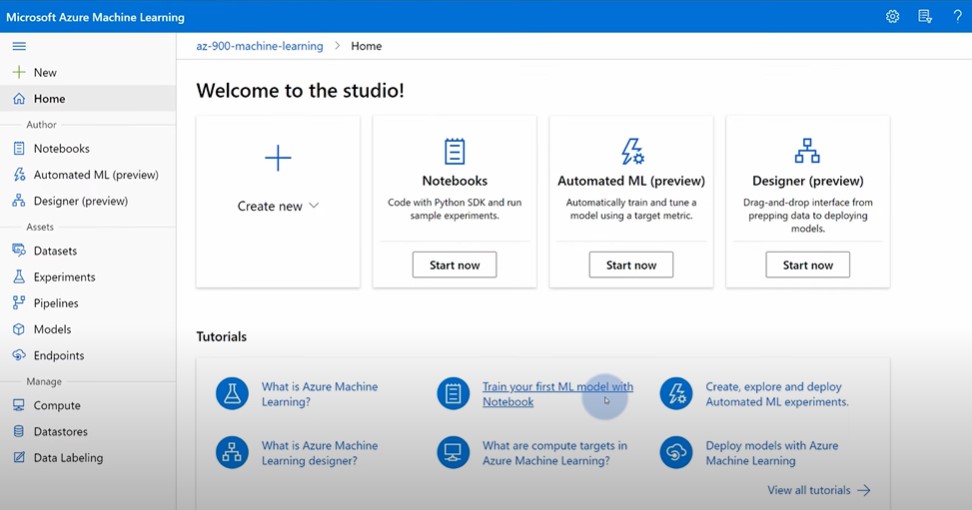 Microsoft Azure Machine Learning
?
az-900-machine-learning > Home
New
Home
Author
Notebooks
Automated ML (preview)
Designer (preview)
Assets
Datasets
Experiments
Pipelines
Models
Endpoints
Manage
Compute
Datastores
Data Labeling
Welcome to the studio!
Create new
Notebooks
Code with Python SDK and run
sample experiments.
Start now
Automated ML (preview)
Automatically train and tune a
model using a target metric.
Start now
Designer (preview)
Drag-and-drop interface from
prepping data to deploying
models.
Start now
Tutorials
What is Azure Machine
Learning?
Train your first ML model with
Notebook
Create, explore and deploy
Automated ML experiments.
What is Azure Machine
Learning designer?
What are compute targets in
Azure Machine Learning?
Deploy models with Azure
Machine Learning
View all tutorials